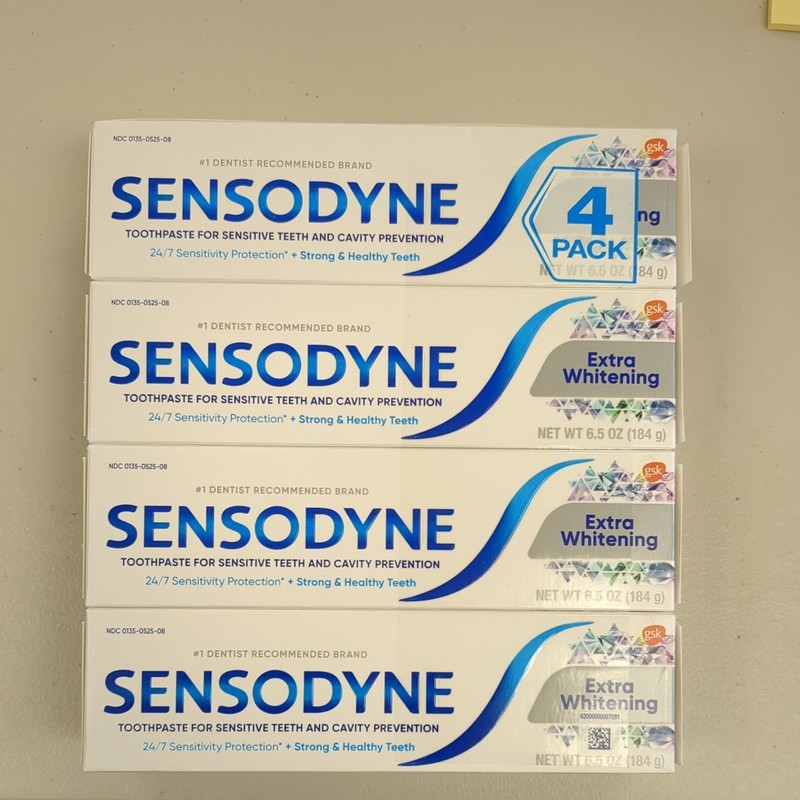 NDC 0135-0525-08
#1 DENTIST RECOMMENDED BRAND
SENSODYNE
TOOTHPASTE FOR SENSITIVE TEETH AND CAVITY PREVENTION
24/7 Sensitivity Protection* + Strong & Healthy Teeth
gsk
4
PACK
ng
NET WT 6.5 OZ (184 g)
NDC 0135-0525-08
#1 DENTIST RECOMMENDED BRAND
SENSODYNE
TOOTHPASTE FOR SENSITIVE TEETH AND CAVITY PREVENTION
24/7 Sensitivity Protection* + Strong & Healthy Teeth
gsk
Extra
Whitening
NET WT 6.5 OZ (184 g)
NDC 0135-0525-08
#1 DENTIST RECOMMENDED BRAND
SENSODYNE
TOOTHPASTE FOR SENSITIVE TEETH AND CAVITY PREVENTION
24/7 Sensitivity Protection* + Strong & Healthy Teeth
gsk
Extra
Whitening
NET WT 6.5 OZ (184 g)
NDC 0135-0525-08
#1 DENTIST RECOMMENDED BRAND
SENSODYNE
TOOTHPASTE FOR SENSITIVE TEETH AND CAVITY PREVENTION
24/7 Sensitivity Protection* + Strong & Healthy Teeth
gsk
Extra
Whitening
NET WT 6.5 OZ (184 g)